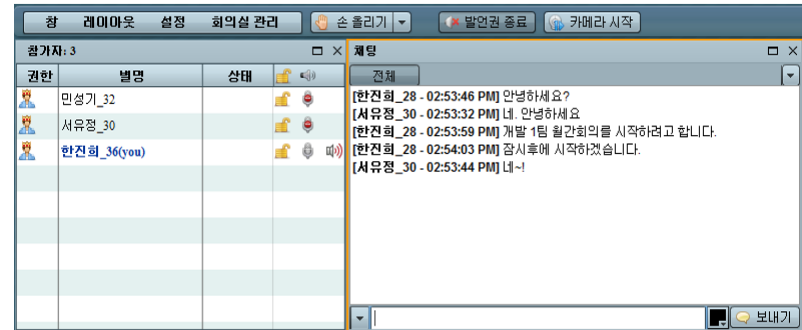 창 레이아웃 설정 회의실 관리 손 올리기 발언권 종료 카메라 시작
참가자: 3
권한 별명 상태
민성기_32
서유정_30
한진희_36(you)
채팅
전체
[한진희_28 - 02:53:46 PM] 안녕하세요?
[서유정_30 - 02:53:32 PM] 네. 안녕하세요
[한진희_28 - 02:53:59 PM] 개발 1팀 월간회의를 시작하려고 합니다.
[한진희_28 - 02:54:03 PM] 잠시후에 시작하겠습니다.
[서유정_30 - 02:53:44 PM] 네~!
보내기